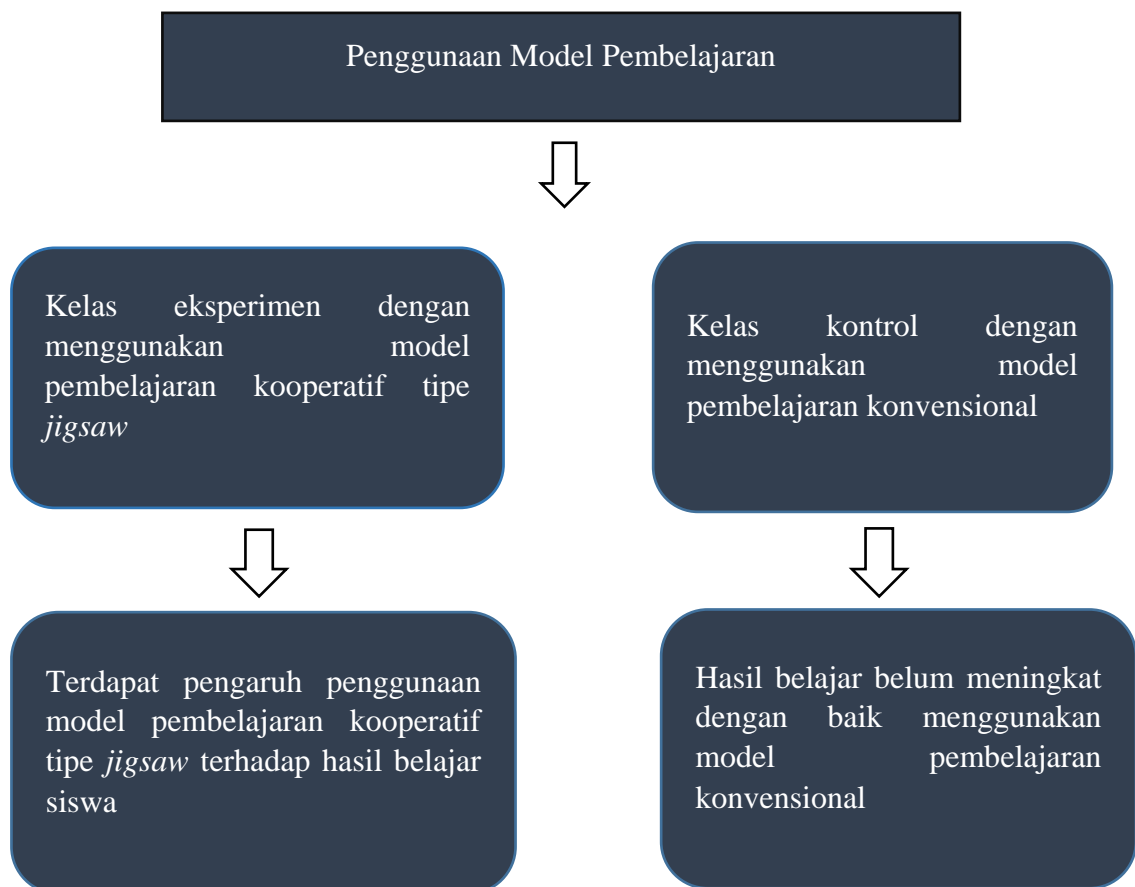 Penggunaan Model Pembelajaran
Kelas eksperimen dengan
menggunakan model
pembelajaran kooperatif tipe
jigsaw
Kelas kontrol dengan
menggunakan model
pembelajaran konvensional
Terdapat pengaruh penggunaan
model pembelajaran kooperatif
tipe jigsaw terhadap hasil belajar
siswa
Hasil belajar belum meningkat
dengan baik menggunakan
model pembelajaran
konvensional